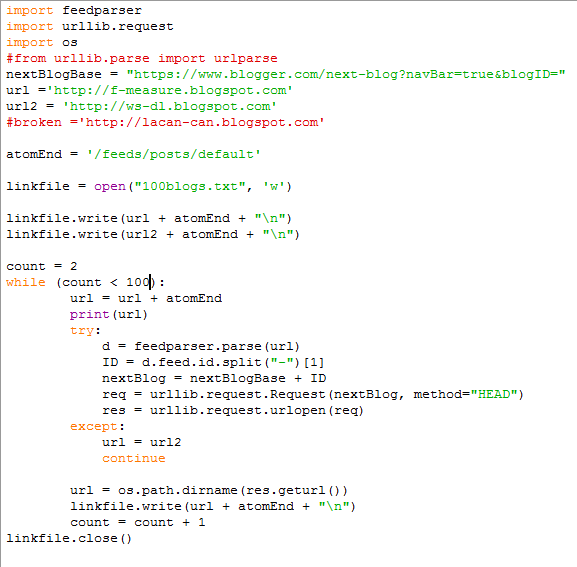 import feedparser
import urllib.request
import os
#from urllib.parse import urlparse
nextBlogBase = "https://www.blogger.com/next-blog?navBar=true&blogID="
url ='http://f-measure.blogspot.com'
url2 = 'http://ws-dl.blogspot.com'
#broken ='http://lacan-can.blogspot.com'

atomEnd = '/feeds/posts/default'

linkfile = open("100blogs.txt", 'w')

linkfile.write(url + atomEnd + "\n")
linkfile.write(url2 + atomEnd + "\n")

count = 2
while (count < 100):
        url = url + atomEnd
        print(url)
        try:
            d = feedparser.parse(url)
            ID = d.feed.id.split("-")[1]
            nextBlog = nextBlogBase + ID
            req = urllib.request.Request(nextBlog, method="HEAD")
            res = urllib.request.urlopen(req)
        except:
            url = url2
            continue

        url = os.path.dirname(res.geturl())
        linkfile.write(url + atomEnd + "\n")
        count = count + 1
linkfile.close()